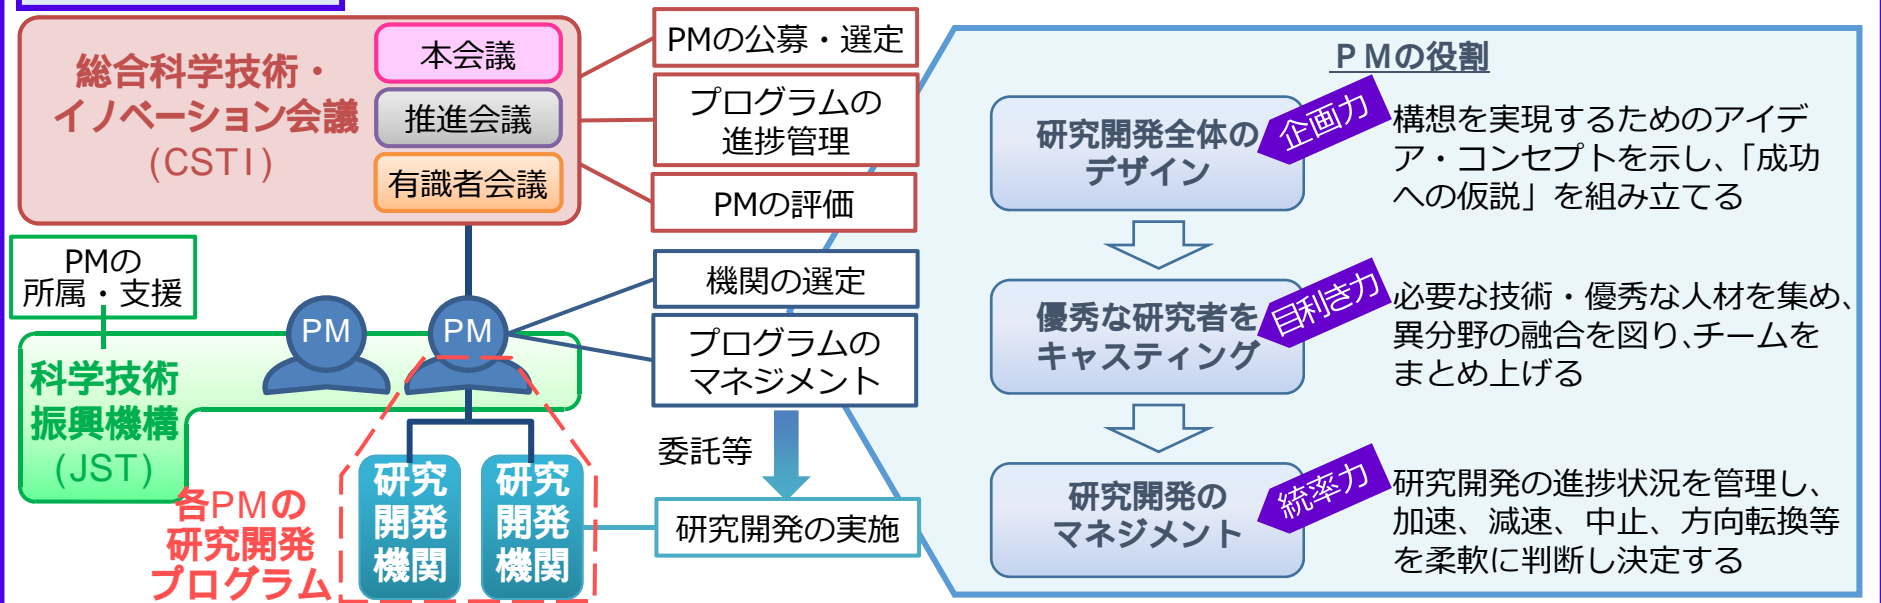 総合科学技術・
イノベーション会議
(CSTI)
本会議
推進会議
有識者会議
PMの公募・選定
プログラムの
進捗管理
PMの評価
PMの
所属・支援
科学技術
振興機構
(JST)
PM
PM
機関の選定
プログラムの
マネジメント
委託等
研究開発の実施
各PMの
研究開発
プログラム
研究
開発
機関
研究
開発
機関
PMの役割
研究開発全体の
デザイン
企画力
構想を実現するためのアイデ
ア・コンセプトを示し、「成功
への仮説」を組み立てる
優秀な研究者を
キャスティング
目利き力
必要な技術・優秀な人材を集め、
異分野の融合を図り、チームを
まとめ上げる
研究開発の
マネジメント
統率力
研究開発の進捗状況を管理し、
加速、減速、中止、方向転換等
を柔軟に判断し決定する